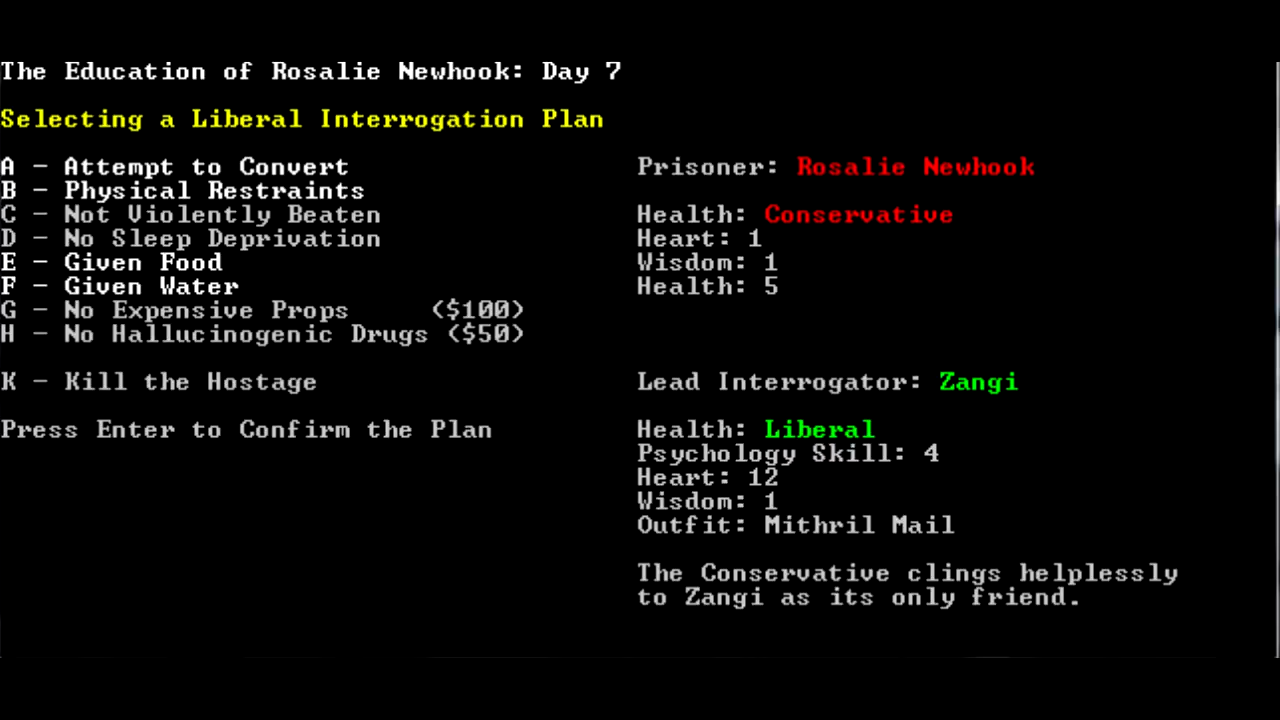 The Education of Rosalie Newhook: Day 7
Selecting a Liberal Interrogation Plan
A - Attempt to Convert
B - Physical Restraints
C - Not Violently Beaten
D - No Sleep Deprivation
E - Given Food
F - Given Water
G - No Expensive Props ($100)
H - No Hallucinogenic Drugs ($50)
K - Kill the Hostage
Press Enter to Confirm the Plan
Prisoner: Rosalie Newhook
Health: Conservative
Heart: 1
Wisdom: 1
Health: 5
Lead Interrogator: Zangi
Health: Liberal
Psychology Skill: 4
Heart: 12
Wisdom: 1
Outfit: Mithril Mail
The Conservative clings helplessly
to Zangi as its only friend.